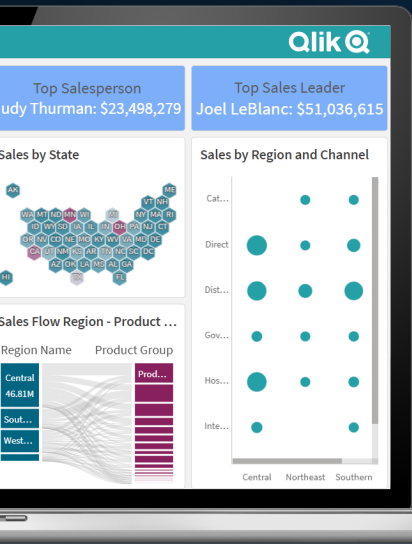 Qlik
Top Salesperson
udy Thurman: $23,498,279
Top Sales Leader
Joel LeBlanc: $51,036,615
Sales by State
AK
ME
VT NH
WA MT ND MN WI NY MA RI
ID WY SD IA IL IN OH PA NJ CT
OR NV CO NE MO KY WV VA MD DE
CA UT NM KS AR TN NC SC DC
AZ OK LA MS AL GA
HI
FL
Sales by Region and Channel
Cat...
Direct
Dist...
Gov...
Hos...
Inte...
Central Northeast Southern
Sales Flow Region - Product ...
Region Name Product Group
Central
46.81M
Sout...
West...
Prod...